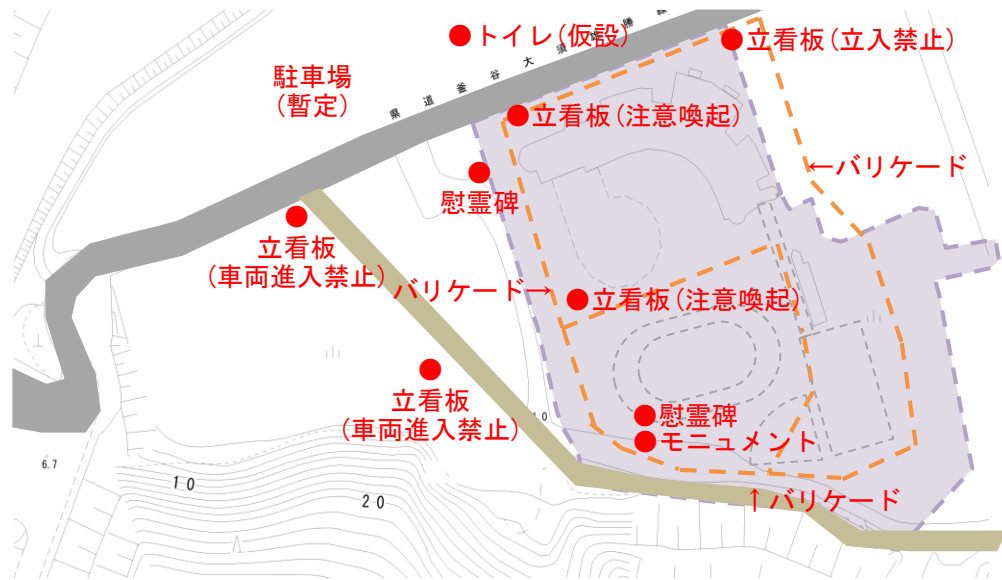 トイレ(仮設)
立看板(立入禁止)
駐車場
(暫定)
県道釜谷大須雄勝線
立看板(注意喚起)
←バリケード
慰霊碑
立看板
(車両進入禁止)
バリケード→
立看板(注意喚起)
立看板
(車両進入禁止)
慰霊碑
モニュメント
6.7
10
20
↑バリケード